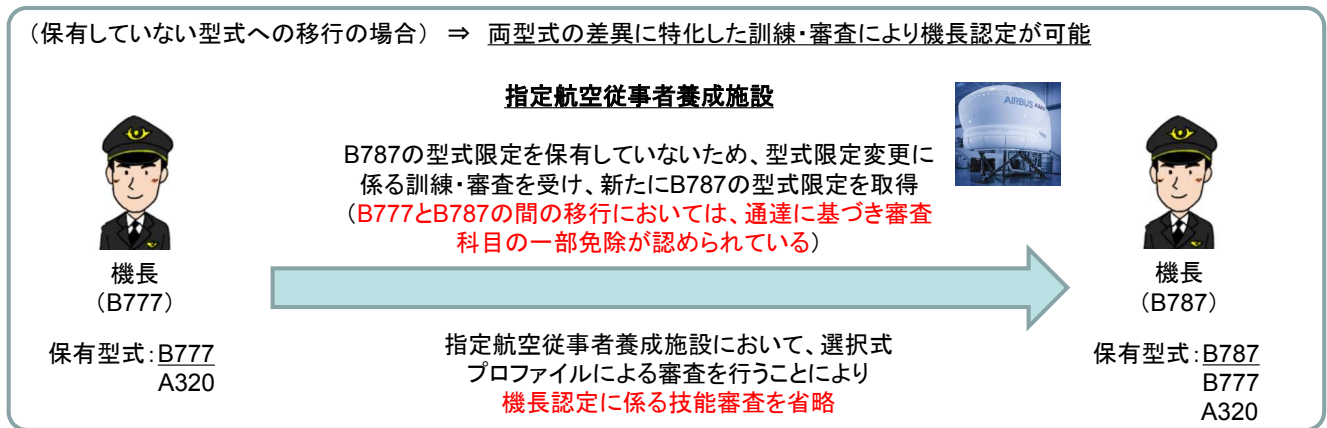 （保有していない型式への移行の場合） ⇒ 両型式の差異に特化した訓練・審査により機長認定が可能
指定航空従事者養成施設
AIRBUS
B787の型式限定を保有していないため、型式限定変更に
係る訓練・審査を受け、新たにB787の型式限定を取得
（B777とB787の間の移行においては、通達に基づき審査
科目の一部免除が認められている）
機長
（B777）
機長
（B787）
保有型式：B777
A320
指定航空従事者養成施設において、選択式
プロファイルによる審査を行うことにより
機長認定に係る技能審査を省略
保有型式：B787
B777
A320